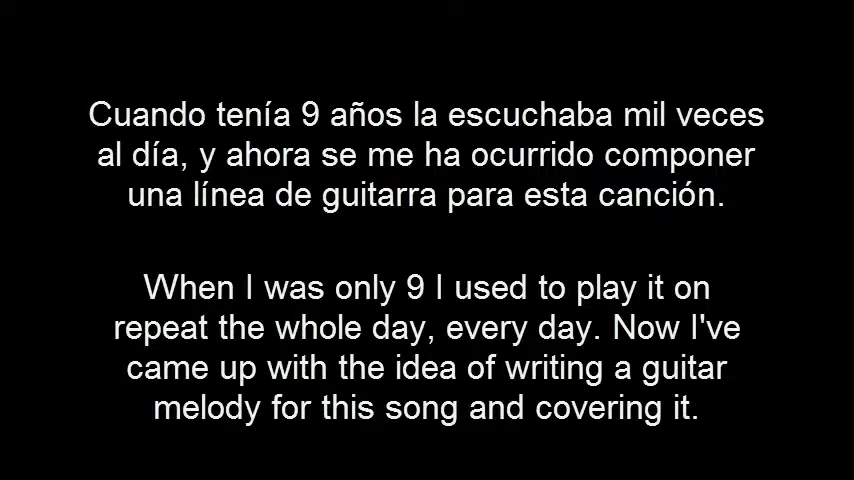 Cuando tenía 9 años la escuchaba mil veces
al día, y ahora se me ha ocurrido componer
una línea de guitarra para esta canción.
When I was only 9 I used to play it on
repeat the whole day, every day. Now I've
came up with the idea of writing a guitar
melody for this song and covering it.